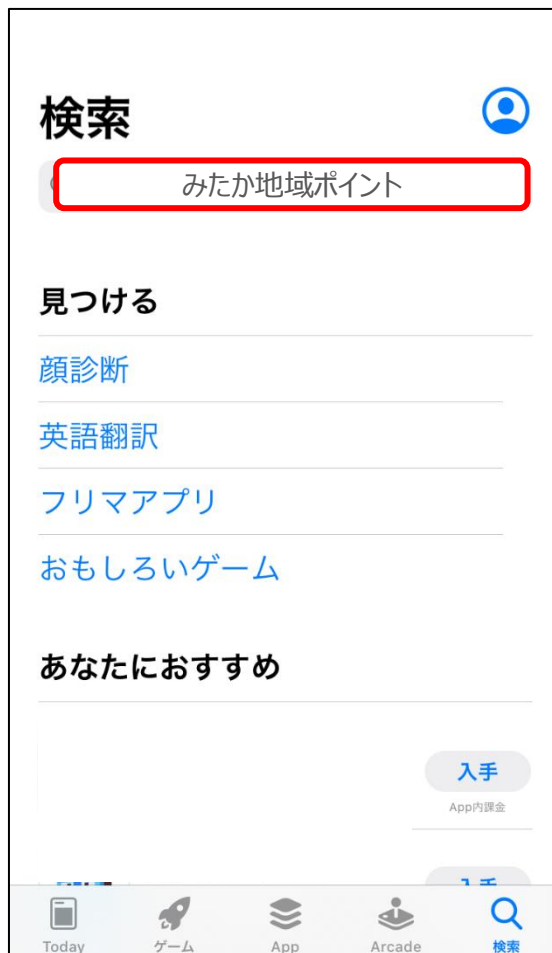 検索
みたか地域ポイント
見つける
顔診断
英語翻訳
フリマアプリ
おもしろいゲーム
あなたにおすすめ
入手
App内課金
Today
ゲーム
App
Arcade
検索